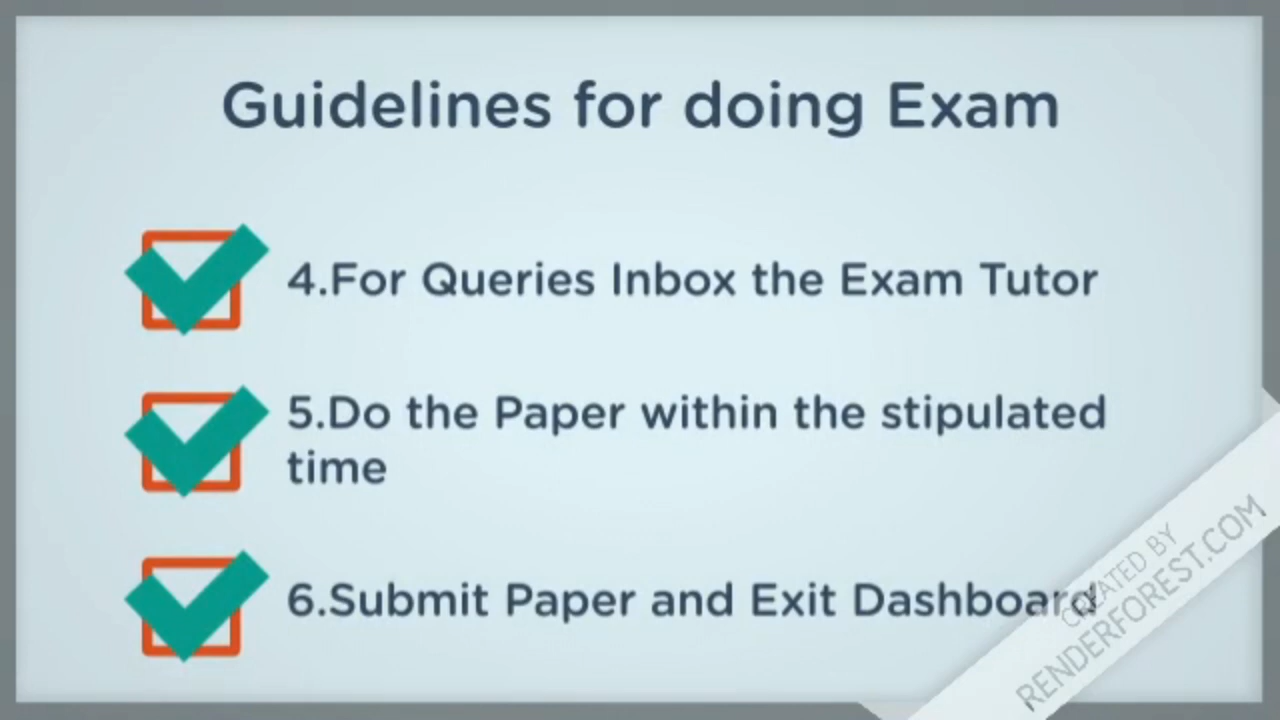 Guidelines for doing Exam
4.For Queries Inbox the Exam Tutor
5.Do the Paper within the stipulated
time
6.Submit Paper and Exit Dashboard
CREATED BY
RENDERFOREST.COM